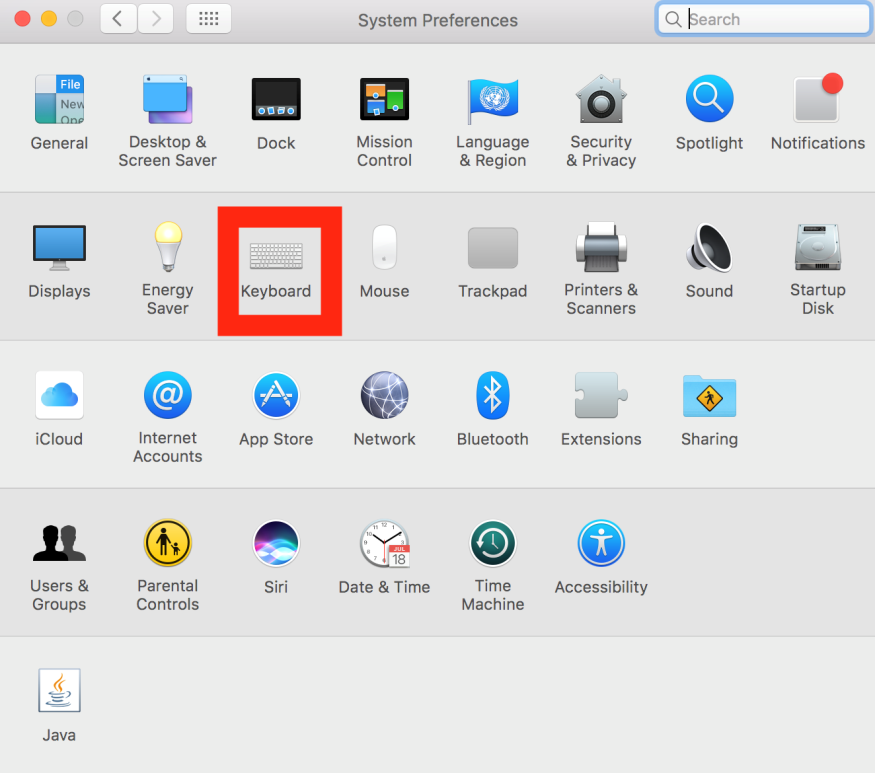 System Preferences
Search
File
New
Ope
General
Desktop &
Screen Saver
Dock
Mission
Control
Language
& Region
Security
& Privacy
Spotlight
Notifications
Displays
Energy
Saver
Keyboard
Mouse
Trackpad
Printers &
Scanners
Sound
Startup
Disk
iCloud
@
Internet
Accounts
App Store
Network
Bluetooth
Extensions
Sharing
Users &
Groups
Parental
Controls
Siri
JUL
18
Date & Time
Time
Machine
Accessibility
Java